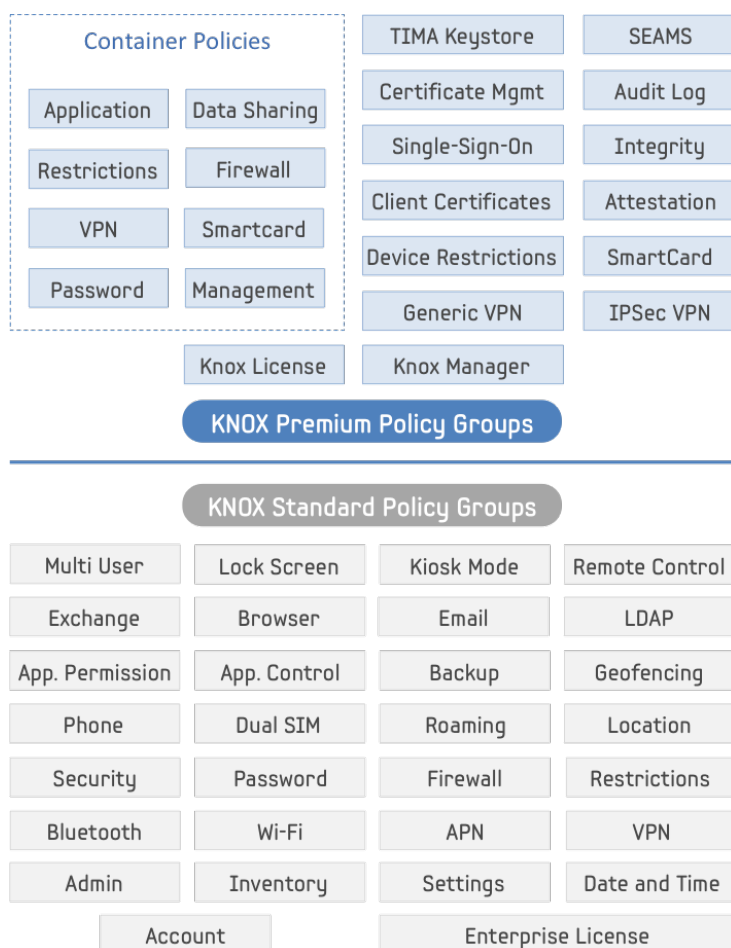 Container Policies
Application
Data Sharing
Restrictions
Firewall
VPN
Smartcard
Password
Management
TIMA Keystore
SEAMS
Certificate Mgmt
Audit Log
Single-Sign-On
Integrity
Client Certificates
Attestation
Device Restrictions
SmartCard
Generic VPN
IPSec VPN
Knox License
Knox Manager
KNOX Premium Policy Groups
KNOX Standard Policy Groups
Multi User
Lock Screen
Kiosk Mode
Remote Control
Exchange
Browser
Email
LDAP
App. Permission
App. Control
Backup
Geofencing
Phone
Dual SIM
Roaming
Location
Security
Password
Firewall
Restrictions
Bluetooth
Wi-Fi
APN
VPN
Admin
Inventory
Settings
Date and Time
Account
Enterprise License